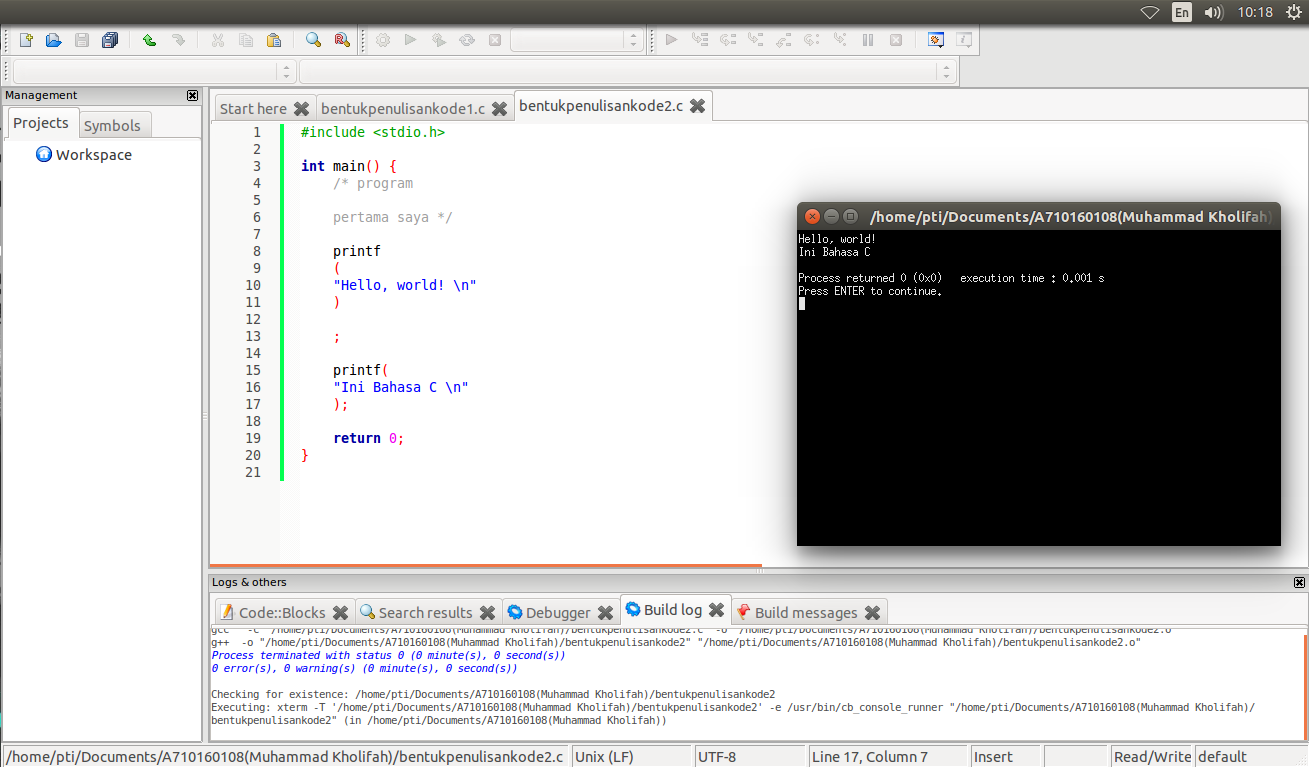 En 10:18
Management
Projects Symbols
Workspace
Start here bentukpenulisankode1.c bentukpenulisankode2.c
1 #include <stdio.h>
2
3 int main() {
4 /* program
5
6 pertama saya */
7
8 printf
9 (
10 "Hello, world! \n"
11 )
12
13 ;
14
15 printf(
16 "Ini Bahasa C \n"
17 );
18
19 return 0;
20 }
21
/home/pti/Documents/A710160108(Muhammad Kholifah)
Hello, world!
Ini Bahasa C
Process returned 0 (0x0) execution time : 0.001 s
Press ENTER to continue.
Logs & others
Code::Blocks Search results Debugger Build log Build messages
gcc -c "/home/pti/Documents/A710160108(Muhammad Kholifah)/bentukpenulisankode2.c" -o "/home/pti/Documents/A710160108(Muhammad Kholifah)/bentukpenulisankode2.o"
g++ -o "/home/pti/Documents/A710160108(Muhammad Kholifah)/bentukpenulisankode2" "/home/pti/Documents/A710160108(Muhammad Kholifah)/bentukpenulisankode2.o"
Process terminated with status 0 (0 minute(s), 0 second(s))
0 error(s), 0 warning(s) (0 minute(s), 0 second(s))
Checking for existence: /home/pti/Documents/A710160108(Muhammad Kholifah)/bentukpenulisankode2
Executing: xterm -T '/home/pti/Documents/A710160108(Muhammad Kholifah)/bentukpenulisankode2' -e /usr/bin/cb_console_runner "/home/pti/Documents/A710160108(Muhammad Kholifah)/
bentukpenulisankode2" (in /home/pti/Documents/A710160108(Muhammad Kholifah))
/home/pti/Documents/A710160108(Muhammad Kholifah)/bentukpenulisankode2.c Unix (LF) UTF-8 Line 17, Column 7 Insert Read/Write default